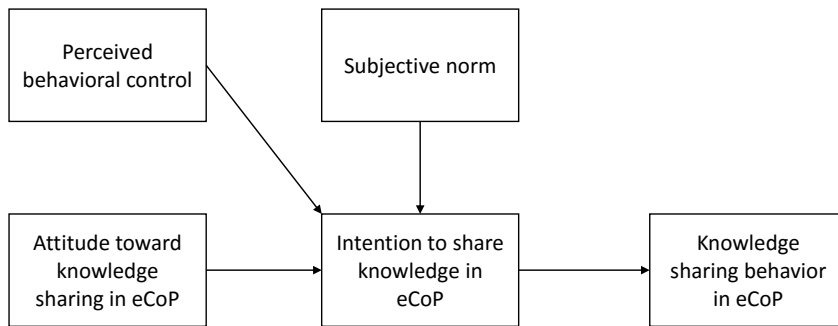 Perceived
behavioral control
Subjective norm
Attitude toward
knowledge
sharing in eCoP
Intention to share
knowledge in
eCoP
Knowledge
sharing behavior
in eCoP